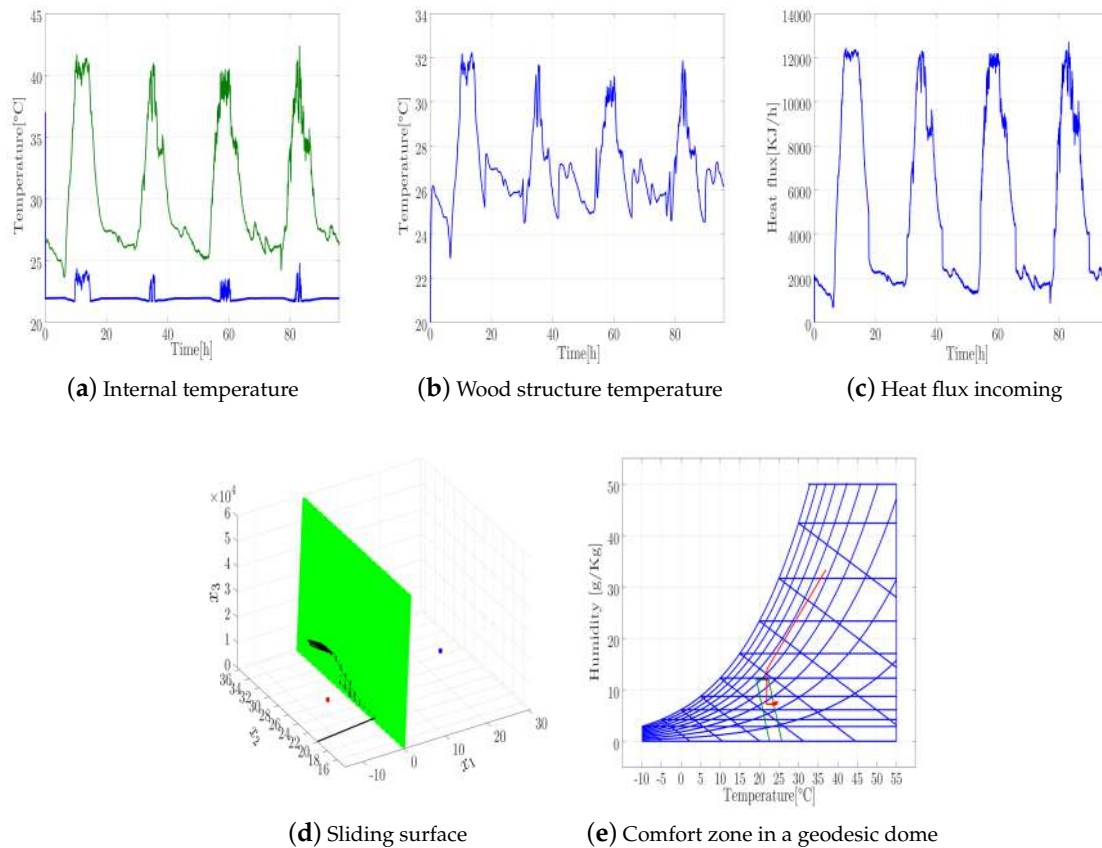 45
40
35
30
25
20
0 20 40 60 80
Temperature[°C]
Time[h]
(a) Internal temperature
34
32
30
28
26
24
22
20
0 20 40 60 80
Temperature[°C]
Time[h]
(b) Wood structure temperature
14000
12000
10000
8000
6000
4000
2000
0
0 20 40 60 80
Heat flux[KJ/h]
Time[h]
(c) Heat flux incoming
×10⁴
6
5
4
3
2
1
0
x₃
36
34
32
30
28
26
24
22
20
18
16
x₂
-10 0 10 20 30
x₁
(d) Sliding surface
50
40
30
20
10
0
Humidity [g/Kg]
-10 -5 0 5 10 15 20 25 30 35 40 45 50 55
Temperature[°C]
(e) Comfort zone in a geodesic dome